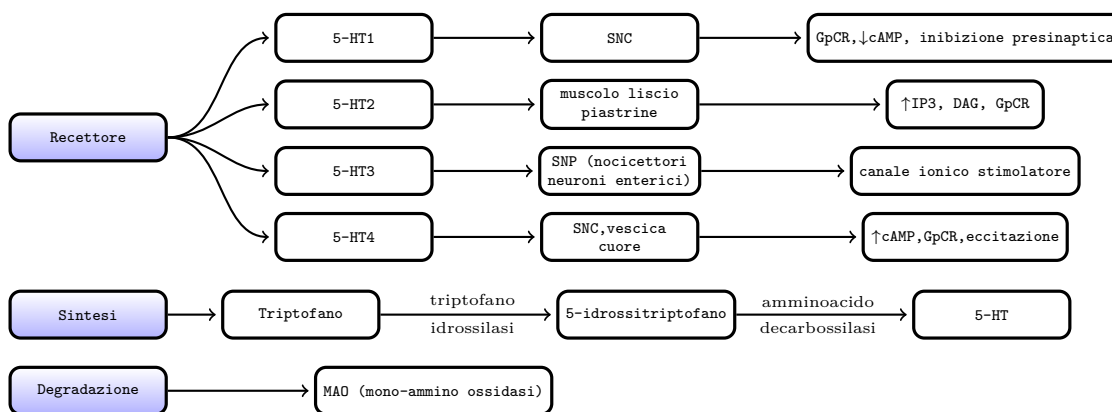 5-HT1
SNC
GpCR,↓cAMP, inibizione presinaptica
5-HT2
muscolo liscio
piastrine
↑IP3, DAG, GpCR
Recettore
5-HT3
SNP (nocicettori
neuroni enterici)
canale ionico stimolatore
5-HT4
SNC,vescica
cuore
↑cAMP,GpCR,eccitazione
Sintesi
Triptofano
triptofano
idrossilasi
5-idrossitriptofano
amminoacido
decarbossilasi
5-HT
Degradazione
MAO (mono-ammino ossidasi)